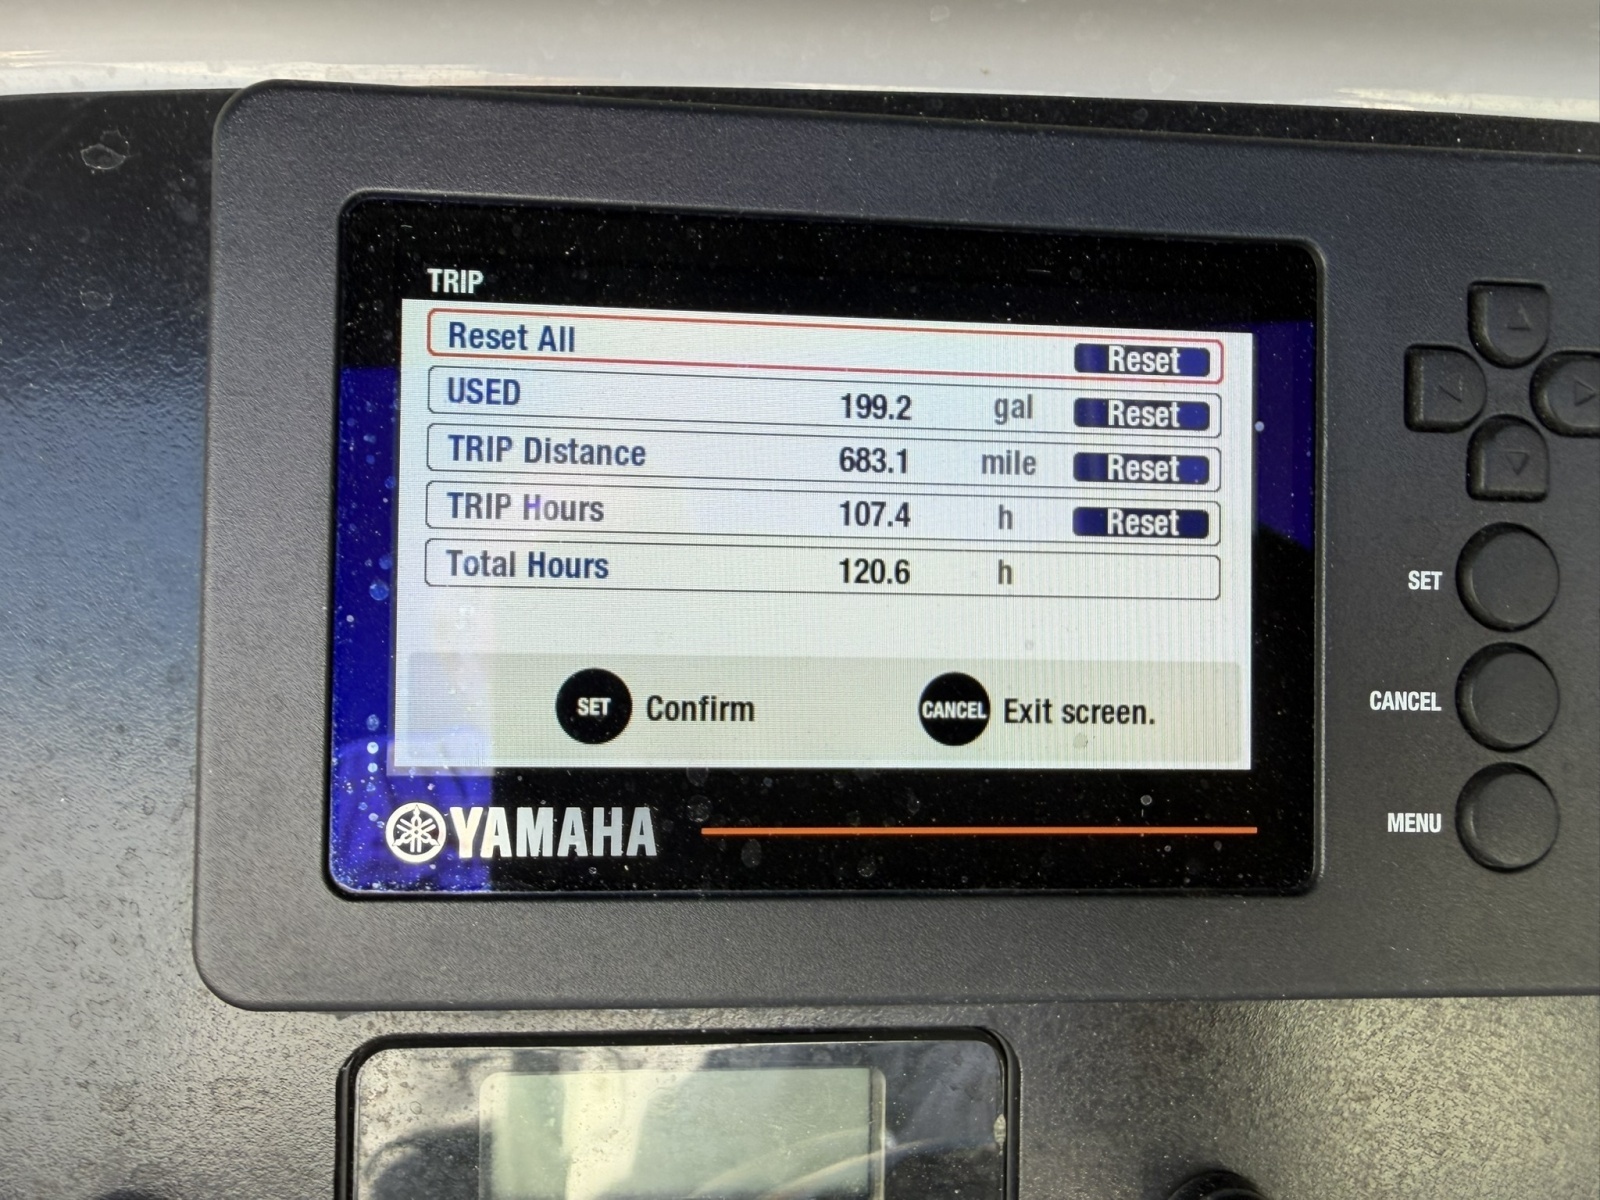 TRIP
Reset All Reset
USED 199.2 gal Reset
TRIP Distance 683.1 mile Reset
TRIP Hours 107.4 h Reset
Total Hours 120.6 h
SET Confirm CANCEL Exit screen.
YAMAHA
SET
CANCEL
MENU